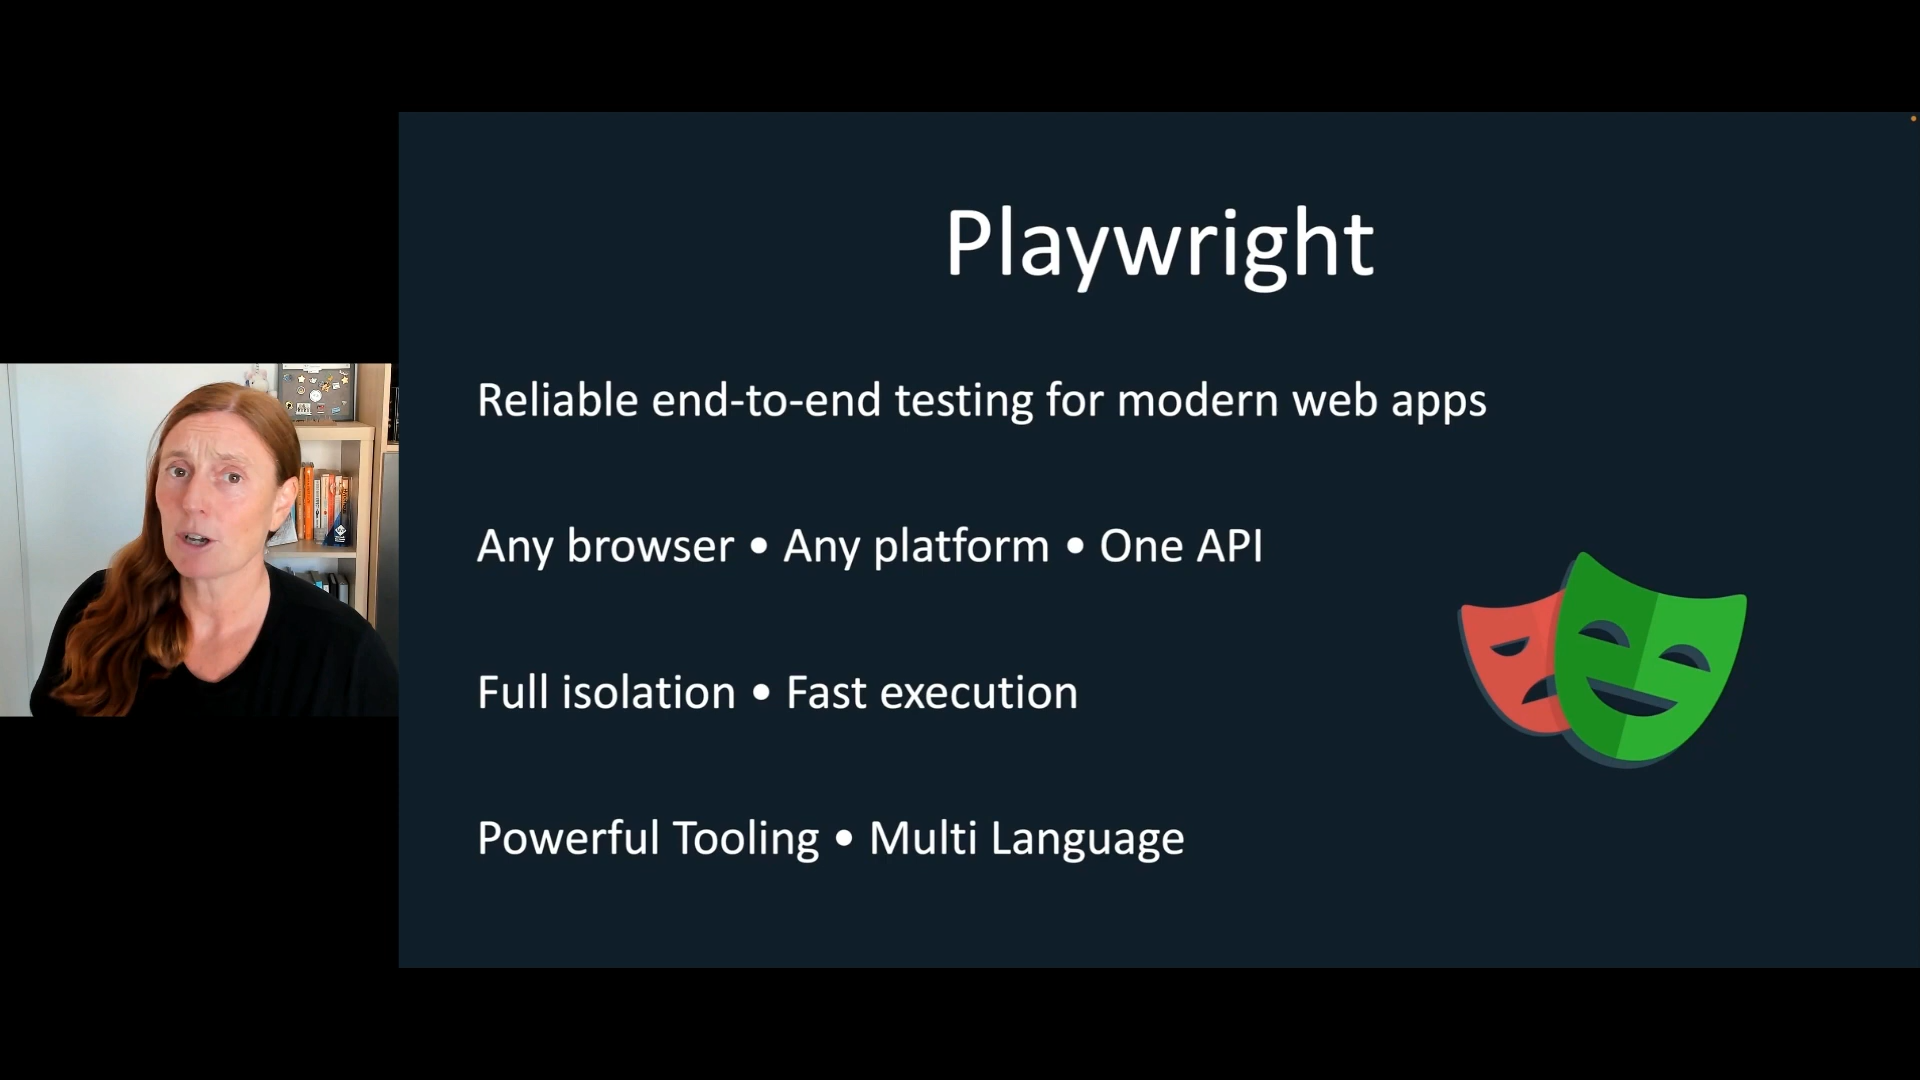 Playwright
Reliable end-to-end testing for modern web apps
Any browser • Any platform • One API
Full isolation • Fast execution
Powerful Tooling • Multi Language